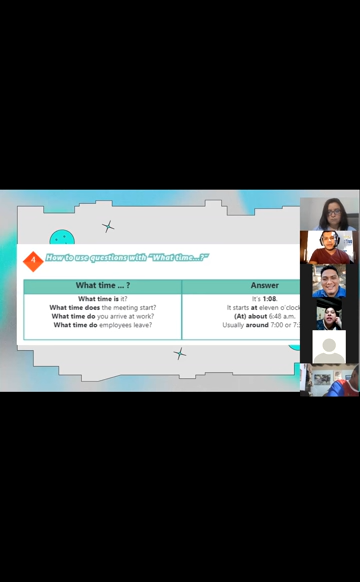 4
How to use questions with "What time...?"
What time ... ?
Answer
What time is it?
It's 1:08.
What time does the meeting start?
It starts at eleven o'clock
What time do you arrive at work?
(At) about 6:48 a.m.
What time do employees leave?
Usually around 7:00 or